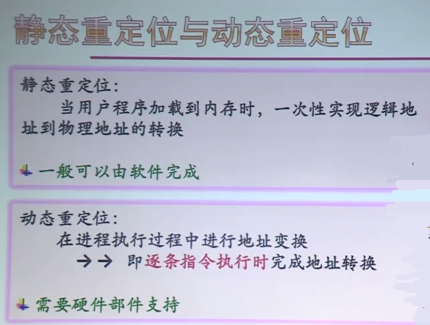 静态重定位与动态重定位
静态重定位：
当用户程序加载到内存时，一次性实现逻辑地
址到物理地址的转换
一般可以由软件完成
动态重定位：
在进程执行过程中进行地址变换
→→ 即逐条指令执行时完成地址转换
需要硬件部件支持